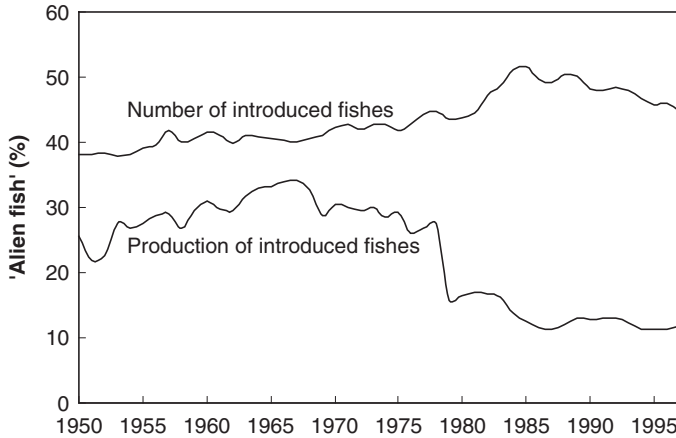 60
50
40
30
20
10
0
'Alien fish' (%)
Number of introduced fishes
Production of introduced fishes
1950 1955 1960 1965 1970 1975 1980 1985 1990 1995